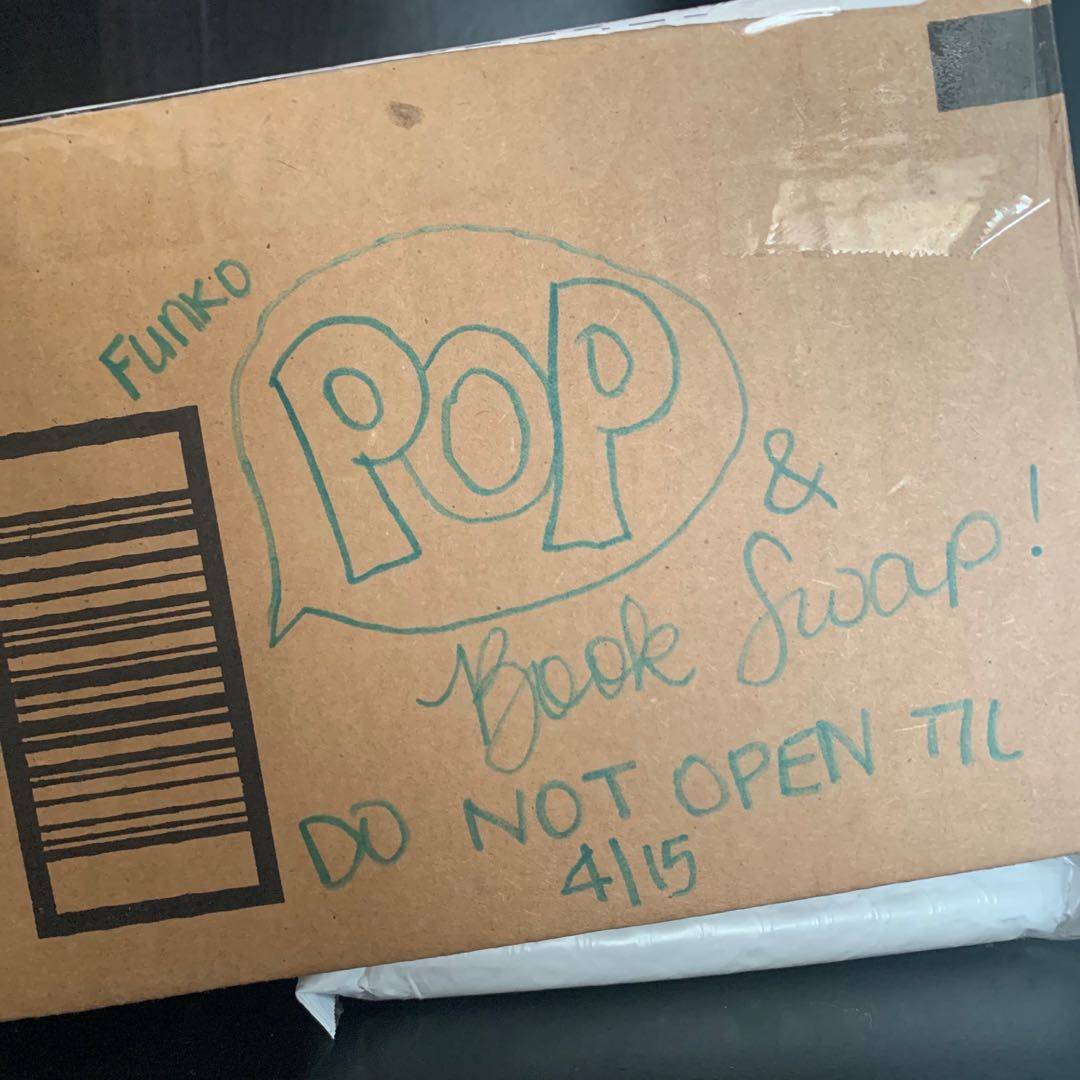 FUNKO
POP
&
Book Swap!
DO NOT OPEN TIL
4/15